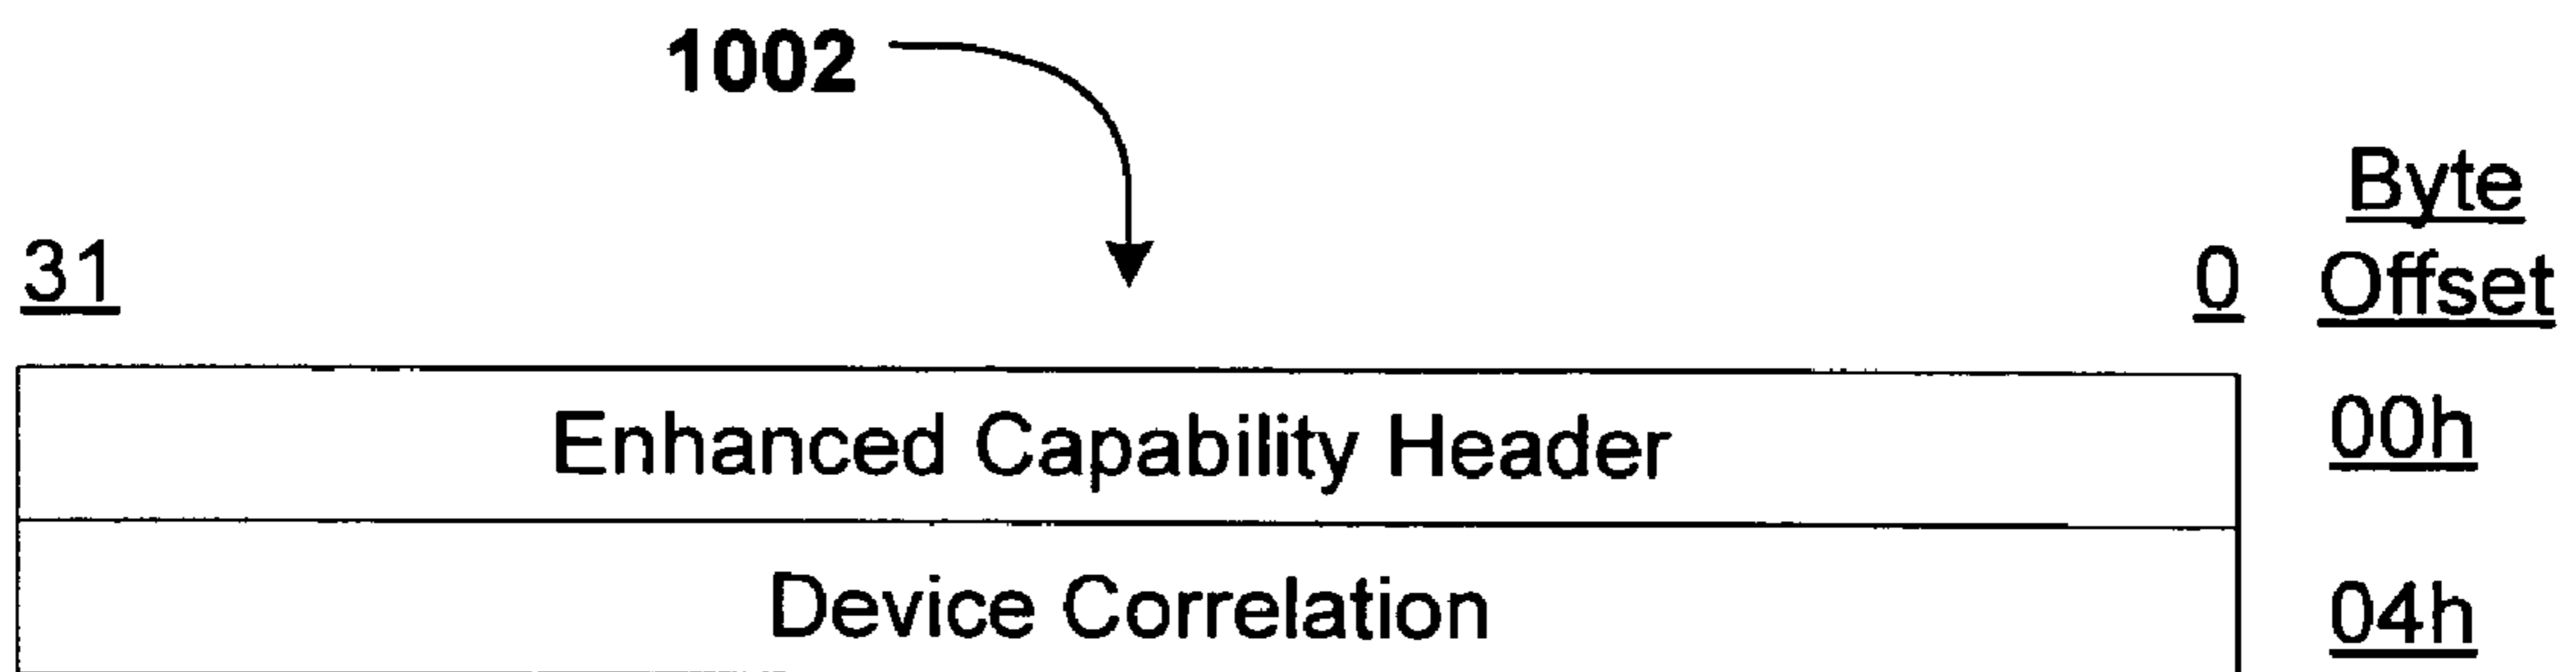 1002
Byte
31 0 Offset
Enhanced Capability Header 00h
Device Correlation 04h